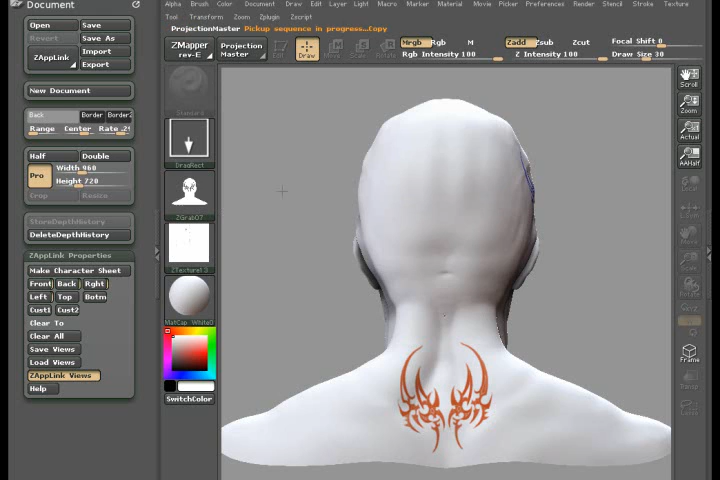 Document
Alpha Brush Color Document Draw Edit Layer Light Macro Marker Material Movie Picker Preferences Render Stencil Stroke Texture
Tool Transform Zoom Zplugin Zscript
ProjectionMaster Pickup sequence in progress...Copy
Open Save
Revert Save As
ZAppLink Import
Export
New Document
Back Border Border2
Range Center Rate .25
Half Double
Pro Width 960
Height 720
Crop Resize
StoreDepthHistory
DeleteDepthHistory
ZAppLink Properties
Make Character Sheet
Front Back Rght
Left Top Botm
Cust1 Cust2
Clear To
Clear All
Save Views
Load Views
ZAppLink Views
Help
ZMapper
rev-E
Projection
Master
Edit Draw Move Scale Rotate
Mrgb Rgb M
Rgb Intensity 100
Zadd Zsub Zcut
Z Intensity 100
Focal Shift 0
Draw Size 30
Standard
DragRect
ZGrab07
ZTexture13
MatCap White0
SwitchColor
Scroll
Zoom
Actual
AAHalf
Local
L.Sym
Move
Scale
Rotate
Frame